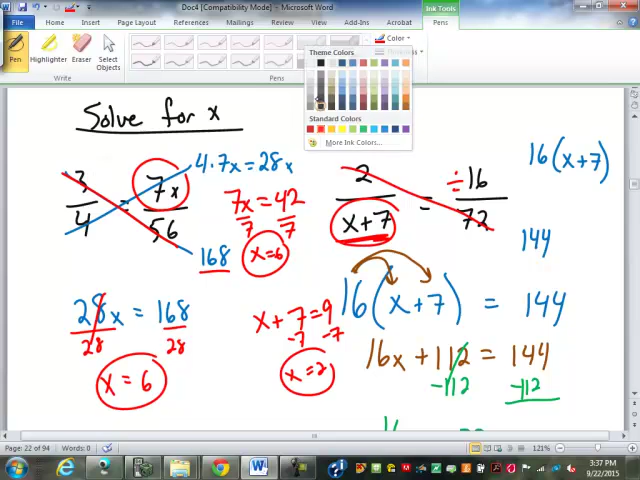 Doc4 [Compatibility Mode] - Microsoft Word
Ink Tools
File Home Insert Page Layout References Mailings Review View Add-Ins Acrobat Pens
Pen Highlighter Eraser Select Objects
Color
Write
Pens
Theme Colors
Standard Colors
More Ink Colors...
Solve for x
3/4 = 7x/56
4·7x=28x
168
7x = 42
/7 /7
x=6
28x = 168
/28 /28
x = 6
2/(x+7) = 16/72
÷
16(x+7)
144
16(x+7) = 144
x+7=9
-7 -7
x=2
16x + 112 = 144
-112 -112
Page: 22 of 94 Words: 0
121%
3:37 PM
9/22/2015